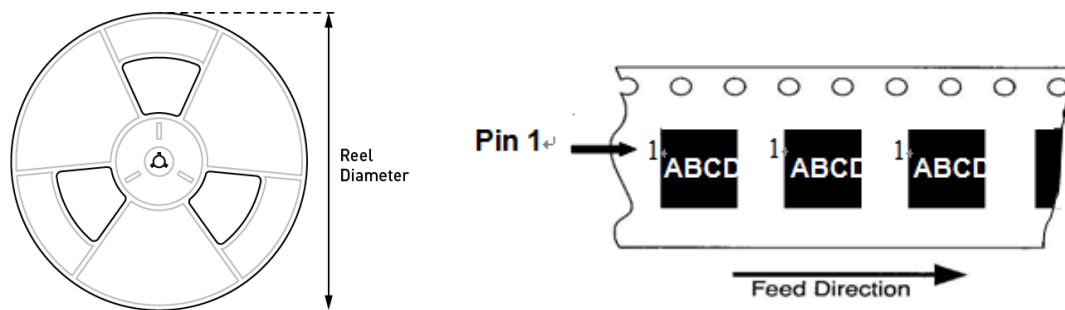 Reel
Diameter
Pin 1↵
1 ABCD
1 ABCD
1 ABCD
Feed Direction